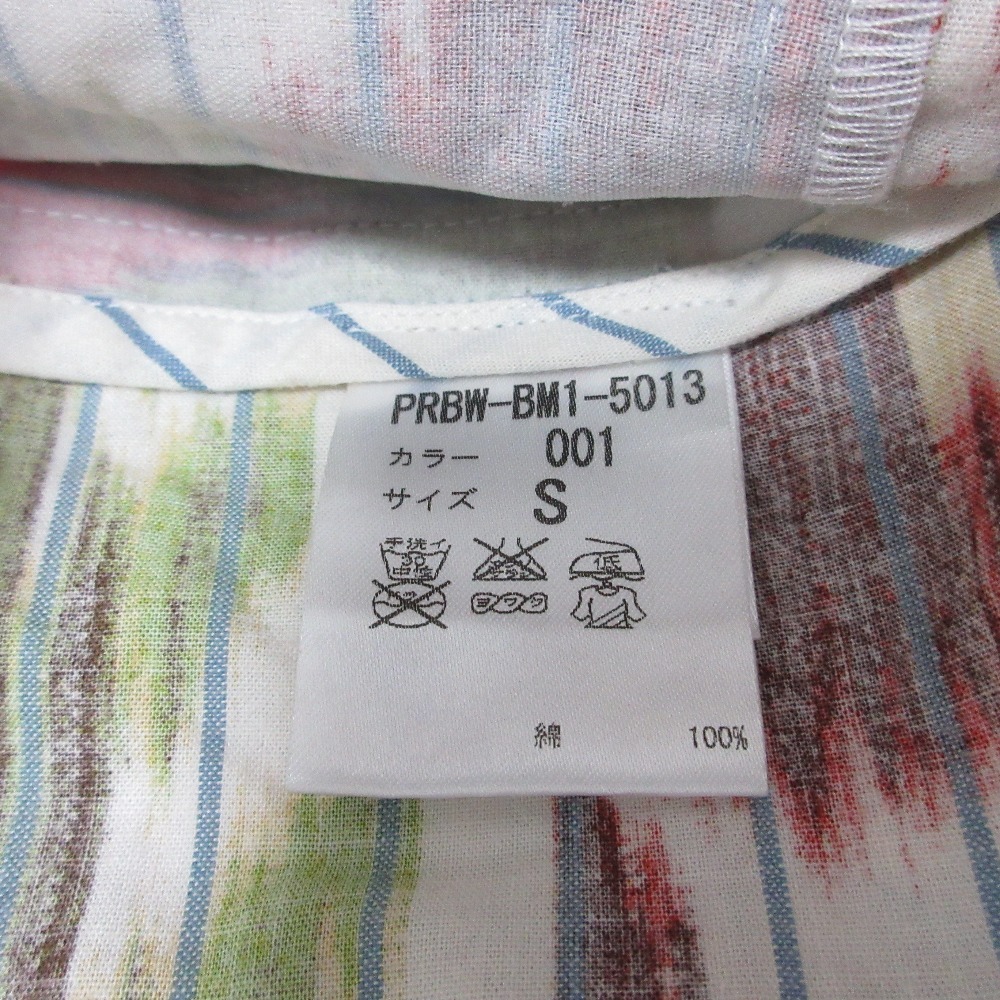 PRBW-BM1-5013
カラー 001
サイズ S
手洗イ
30
中性
低
ヨワク
綿 100%